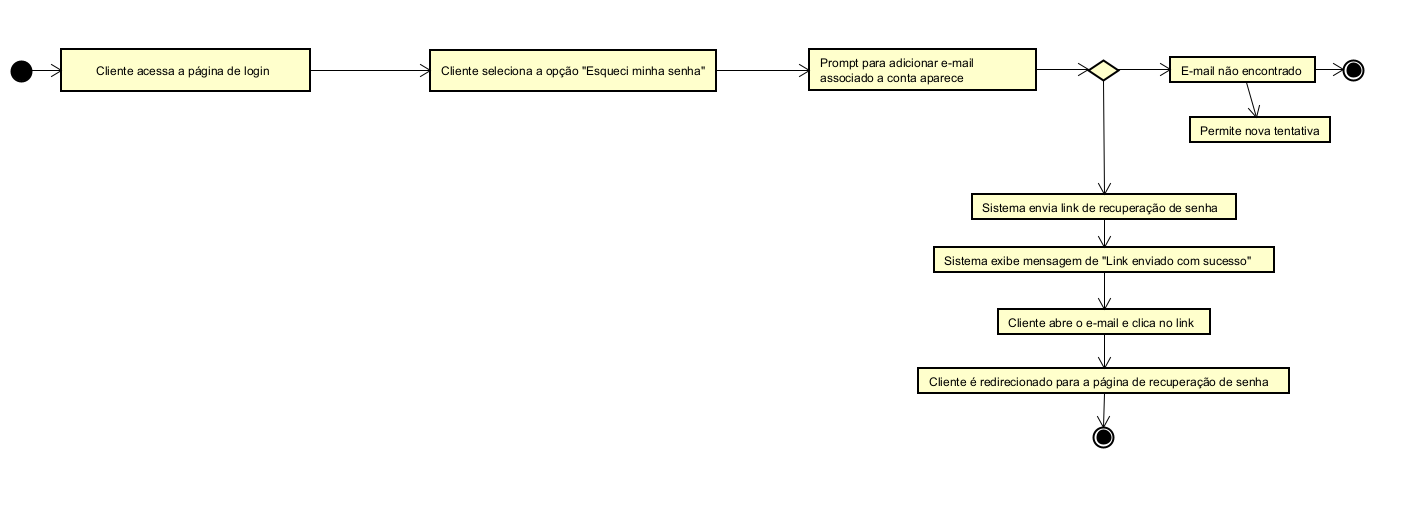 Cliente acessa a página de login
Cliente seleciona a opção "Esqueci minha senha"
Prompt para adicionar e-mail
associado a conta aparece
E-mail não encontrado
Permite nova tentativa
Sistema envia link de recuperação de senha
Sistema exibe mensagem de "Link enviado com sucesso"
Cliente abre o e-mail e clica no link
Cliente é redirecionado para a página de recuperação de senha